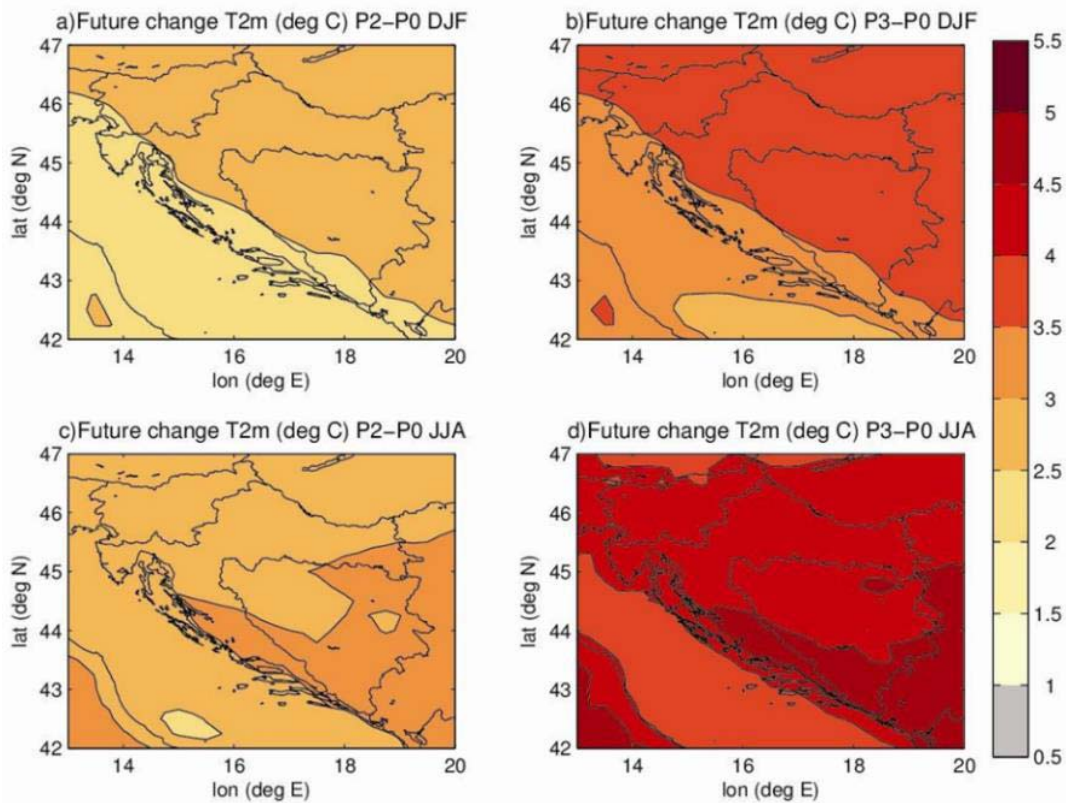 a)Future change T2m (deg C) P2−P0 DJF
47
46
45
44
43
42
lat (deg N)
14 16 18 20
lon (deg E)
b)Future change T2m (deg C) P3−P0 DJF
47
46
45
44
43
42
lat (deg N)
14 16 18 20
lon (deg E)
c)Future change T2m (deg C) P2−P0 JJA
47
46
45
44
43
42
lat (deg N)
14 16 18 20
lon (deg E)
d)Future change T2m (deg C) P3−P0 JJA
47
46
45
44
43
42
lat (deg N)
14 16 18 20
lon (deg E)
5.5
5
4.5
4
3.5
3
2.5
2
1.5
1
0.5